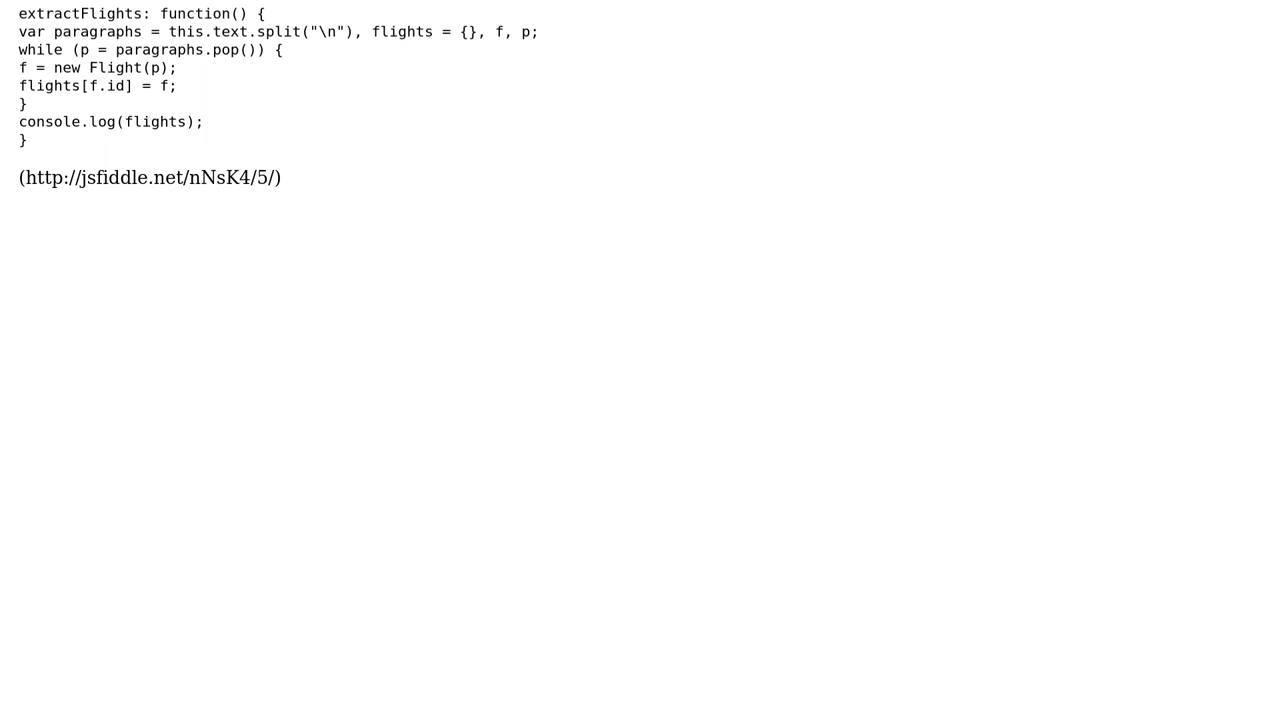 extractFlights: function() {
var paragraphs = this.text.split("\n"), flights = {}, f, p;
while (p = paragraphs.pop()) {
f = new Flight(p);
flights[f.id] = f;
}
console.log(flights);
}
(http://jsfiddle.net/nNsK4/5/)